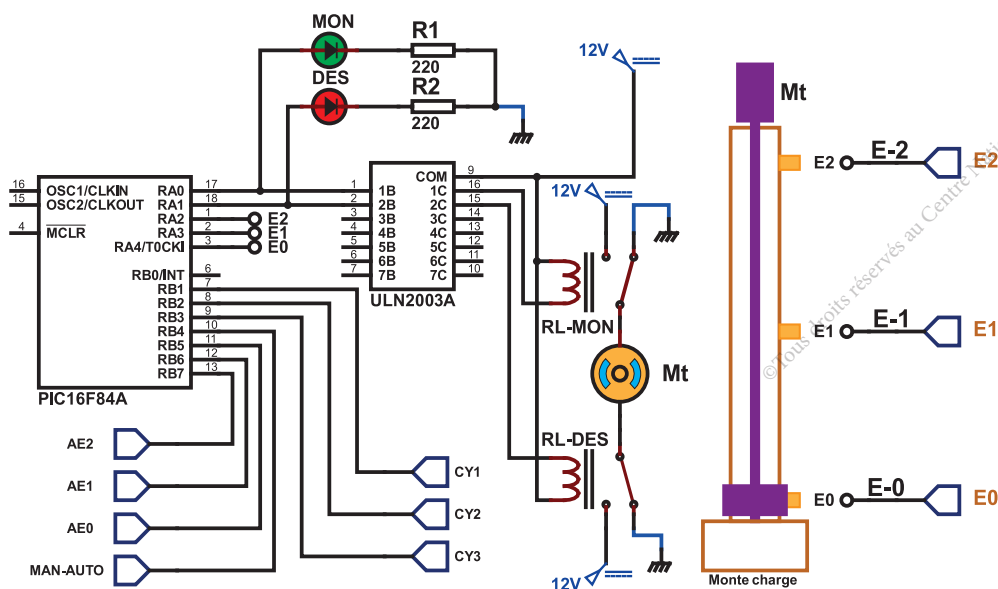 MON
R1
220
DES
R2
220
12V
Mt
16 OSC1/CLKIN RA0 17
15 OSC2/CLKOUT RA1 18
RA2 1 E2
4 MCLR RA3 2 E1
RA4/T0CKI 3 E0
RB0/INT 6
RB1 7
RB2 8
RB3 9
RB4 10
RB5 11
RB6 12
RB7 13
PIC16F84A
COM 9
1 1B 1C 16
2 2B 2C 15
3 3B 3C 14
4 4B 4C 13
5 5B 5C 12
6 6B 6C 11
7 7B 7C 10
ULN2003A
12V
RL-MON
Mt
RL-DES
12V
AE2
AE1
AE0
MAN-AUTO
CY1
CY2
CY3
E2 E-2 E2
E1 E-1 E1
E0 E-0 E0
Monte charge
©Tous droits réservés au Centre